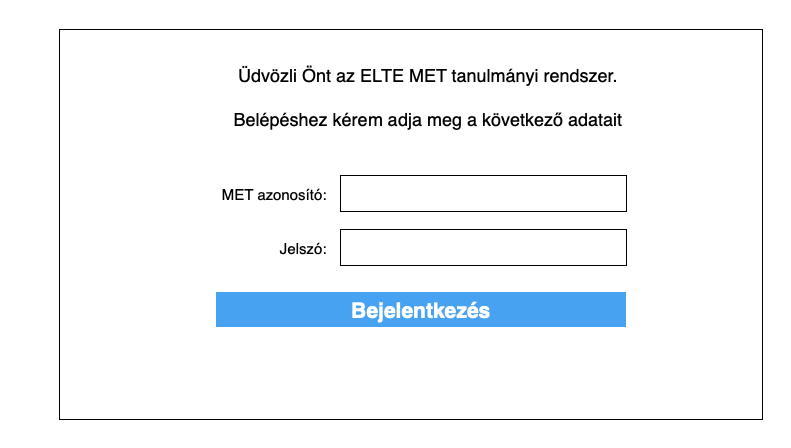 Üdvözli Önt az ELTE MET tanulmányi rendszer.
Belépéshez kérem adja meg a következő adatait
MET azonosító:
Jelszó:
Bejelentkezés